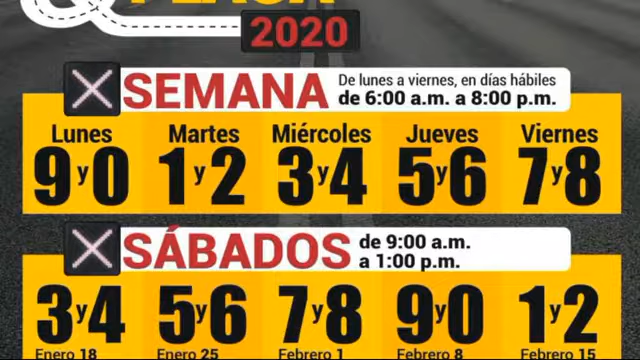 2020
SEMANA De lunes a viernes, en días hábiles
de 6:00 a.m. a 8:00 p.m.
Lunes Martes Miércoles Jueves Viernes
9 y 0 1 y 2 3 y 4 5 y 6 7 y 8
SÁBADOS de 9:00 a.m.
a 1:00 p.m.
3 y 4 5 y 6 7 y 8 9 y 0 1 y 2
Enero 18 Enero 25 Febrero 1 Febrero 8 Febrero 15